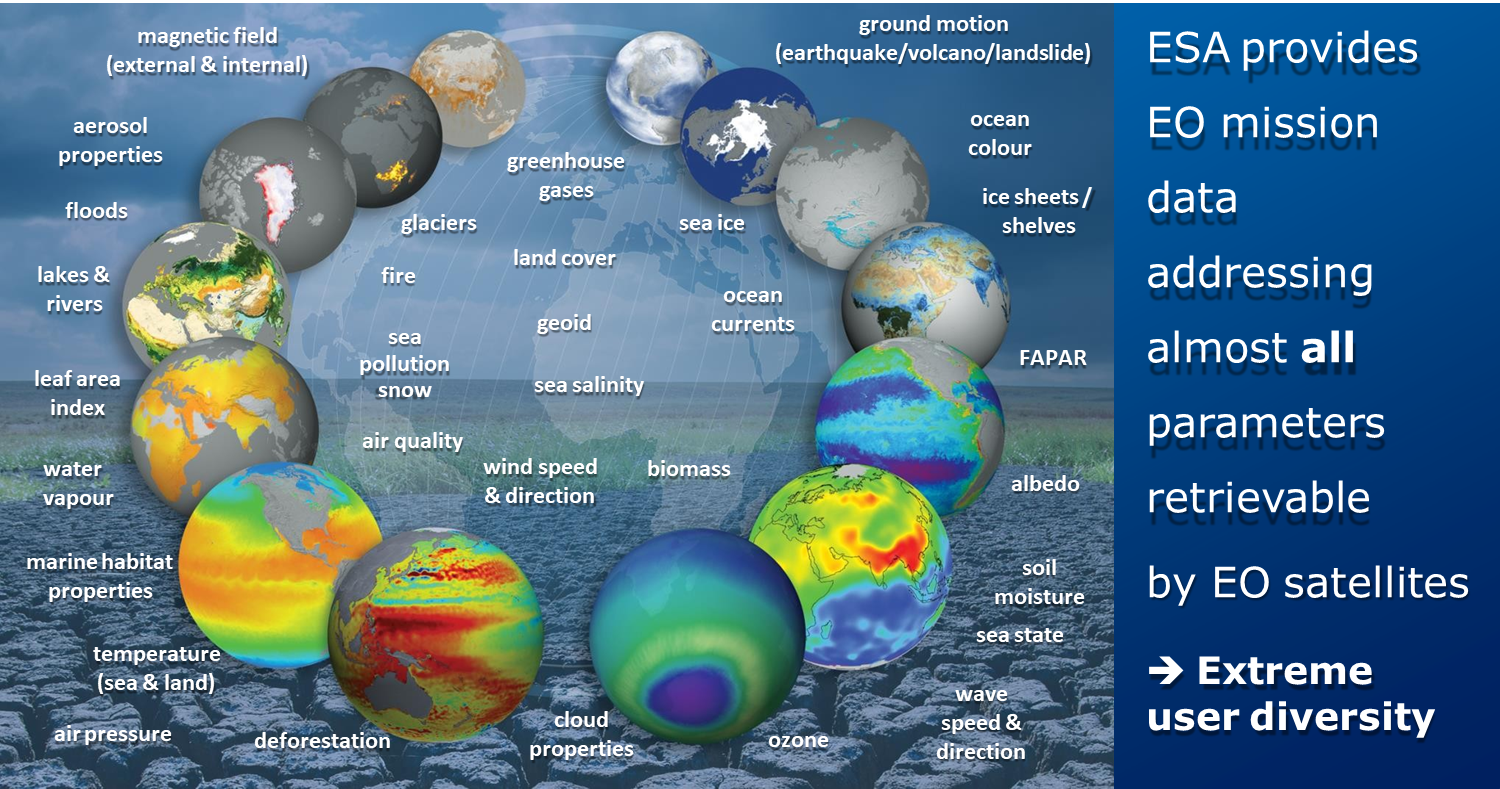 magnetic field
(external & internal)
ground motion
(earthquake/volcano/landslide)
aerosol
properties
ocean
colour
greenhouse
gases
floods
glaciers
sea ice
ice sheets /
shelves
land cover
lakes &
rivers
fire
ocean
currents
geoid
sea
pollution
snow
FAPAR
leaf area
index
sea salinity
air quality
water
vapour
wind speed
& direction
biomass
albedo
marine habitat
properties
soil
moisture
sea state
temperature
(sea & land)
wave
speed &
direction
air pressure
deforestation
cloud
properties
ozone
ESA provides
EO mission
data
addressing
almost all
parameters
retrievable
by EO satellites
➔ Extreme
user diversity